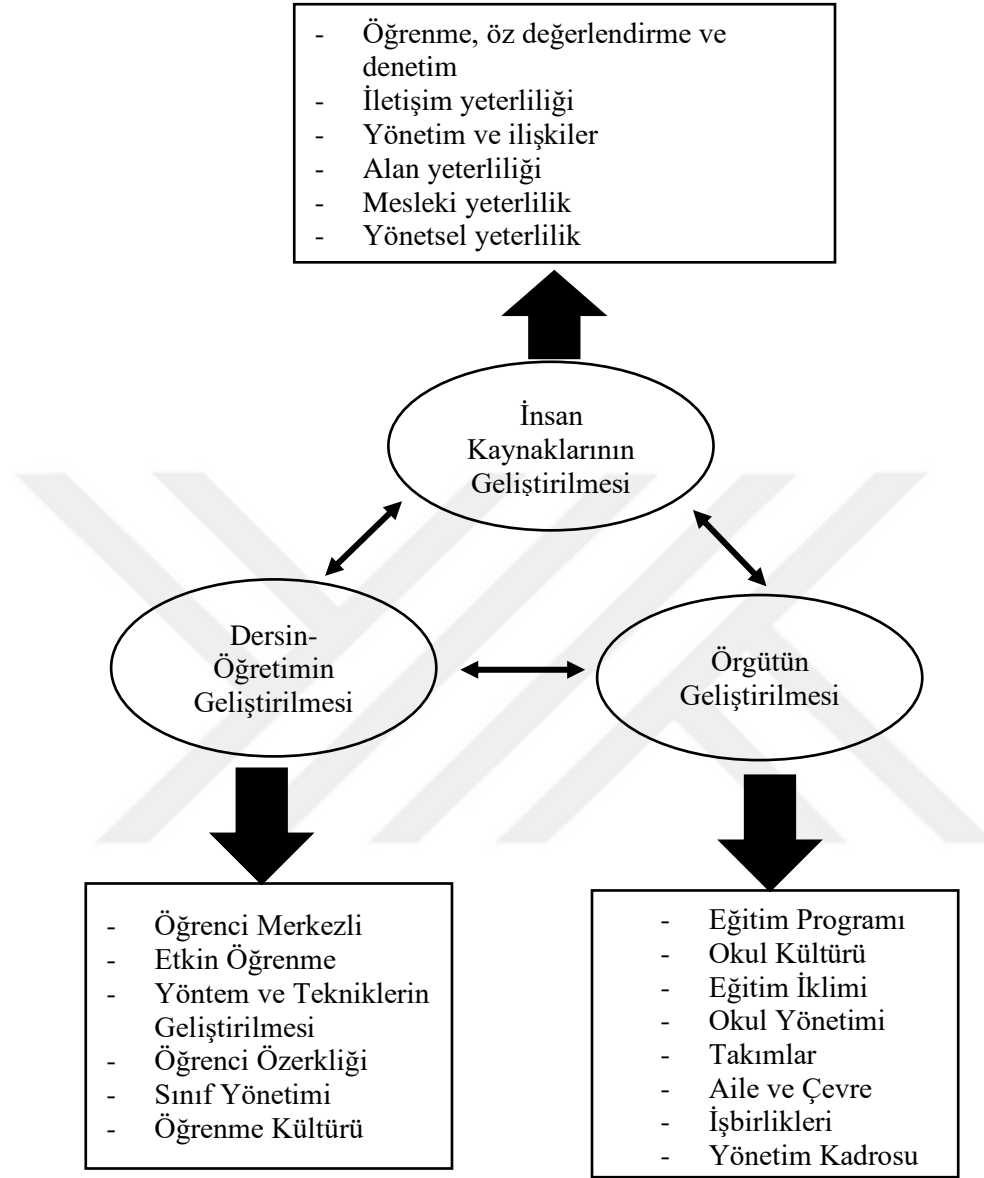 - Öğrenme, öz değerlendirme ve
denetim
- İletişim yeterliliği
- Yönetim ve ilişkiler
- Alan yeterliliği
- Mesleki yeterlilik
- Yönetsel yeterlilik
İnsan
Kaynaklarının
Geliştirilmesi
Dersin-
Öğretimin
Geliştirilmesi
Örgütün
Geliştirilmesi
- Öğrenci Merkezli
- Etkin Öğrenme
- Yöntem ve Tekniklerin
Geliştirilmesi
- Öğrenci Özerkliği
- Sınıf Yönetimi
- Öğrenme Kültürü
- Eğitim Programı
- Okul Kültürü
- Eğitim İklimi
- Okul Yönetimi
- Takımlar
- Aile ve Çevre
- İşbirlikleri
- Yönetim Kadrosu